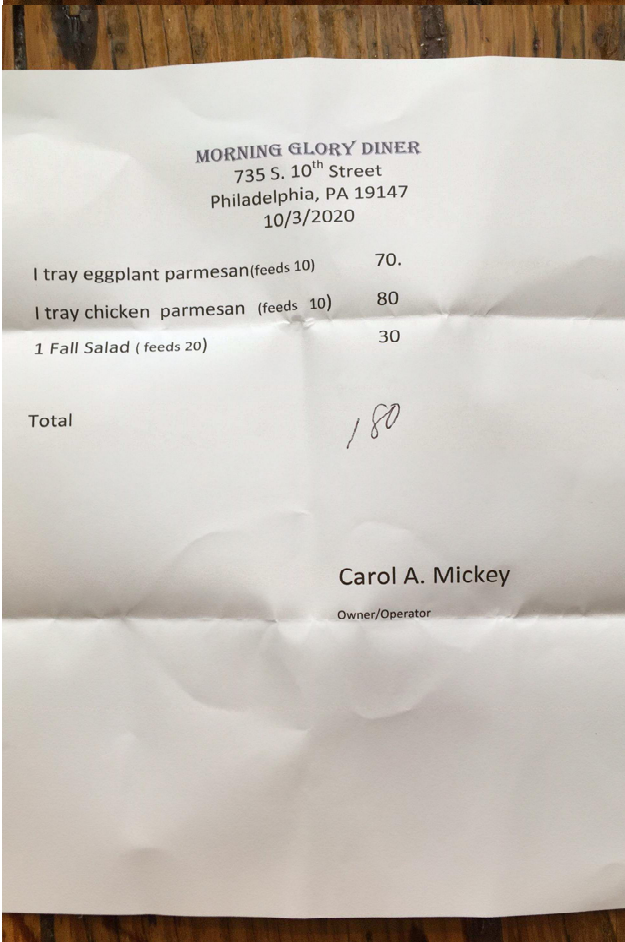 MORNING GLORY DINER
735 S. 10th Street
Philadelphia, PA 19147
10/3/2020
I tray eggplant parmesan(feeds 10) 70.
I tray chicken parmesan (feeds 10) 80
1 Fall Salad ( feeds 20) 30
Total 180
Carol A. Mickey
Owner/Operator